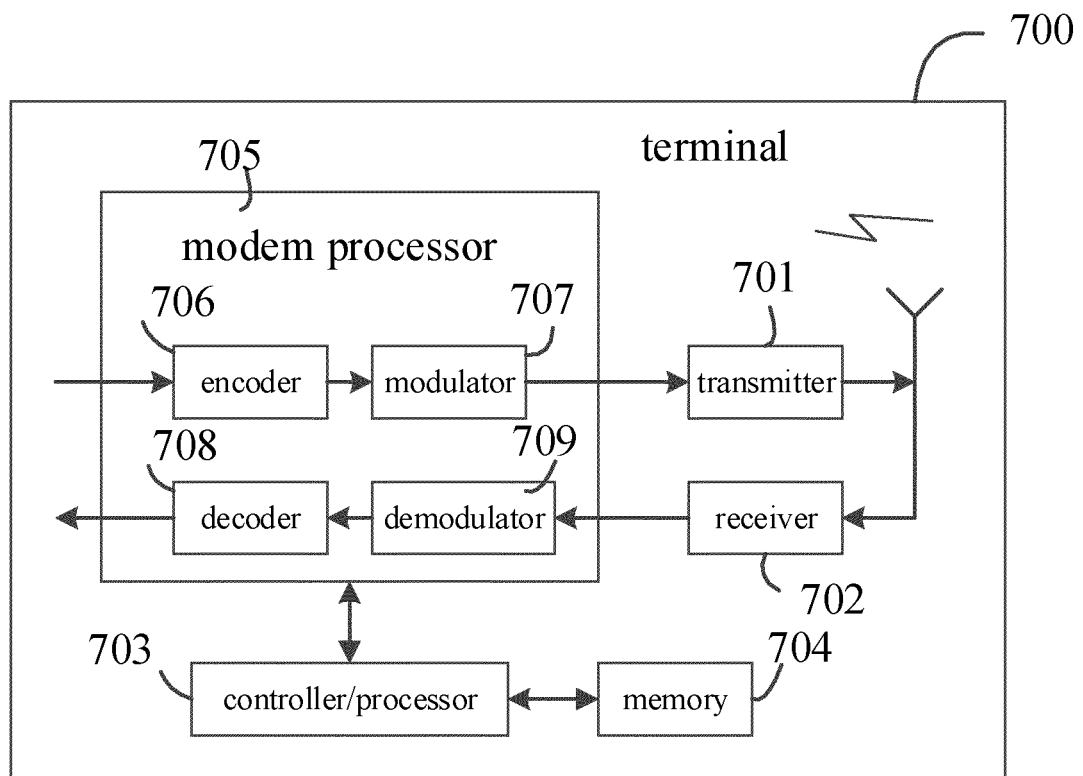 700
terminal
705
modem processor
706
707
701
encoder
modulator
transmitter
708
709
decoder
demodulator
receiver
702
703
704
controller/processor
memory